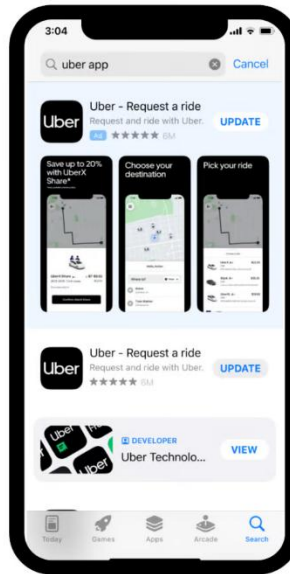 3:04
uber app
Cancel
Uber
Uber - Request a ride
Request and ride with Uber.
Ad
6M
UPDATE
Save up to 20%
with UberX
Share*
Choose your
destination
Pick your ride
Uber
Uber - Request a ride
Request and ride with Uber.
6M
UPDATE
Uber
Uber
DEVELOPER
Uber Technolo...
VIEW
Today
Games
Apps
Arcade
Search